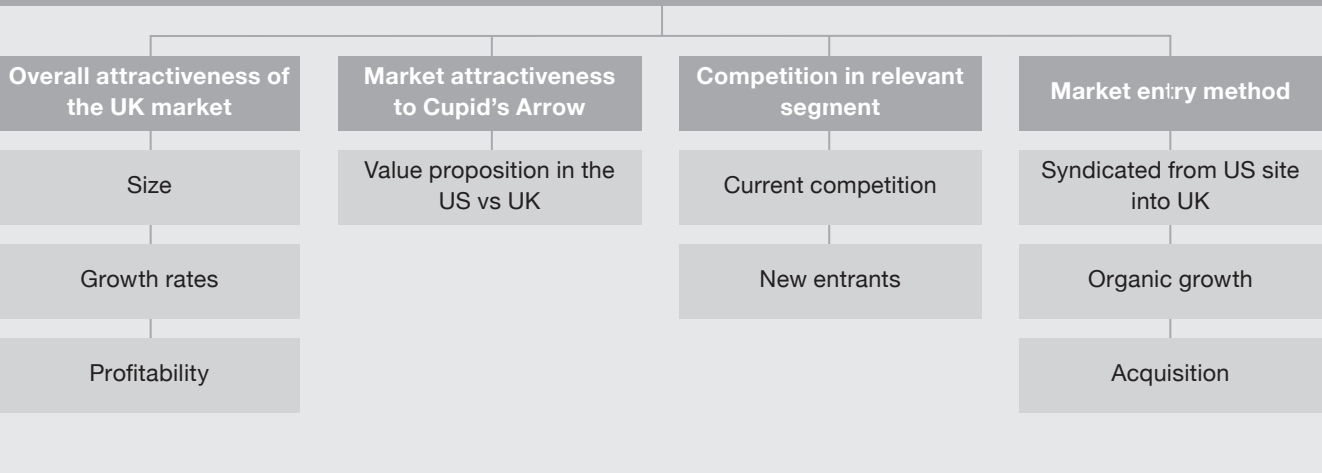 Overall attractiveness of
the UK market
Size
Growth rates
Profitability
Market attractiveness
to Cupid's Arrow
Value proposition in the
US vs UK
Competition in relevant
segment
Current competition
New entrants
Market entry method
Syndicated from US site
into UK
Organic growth
Acquisition